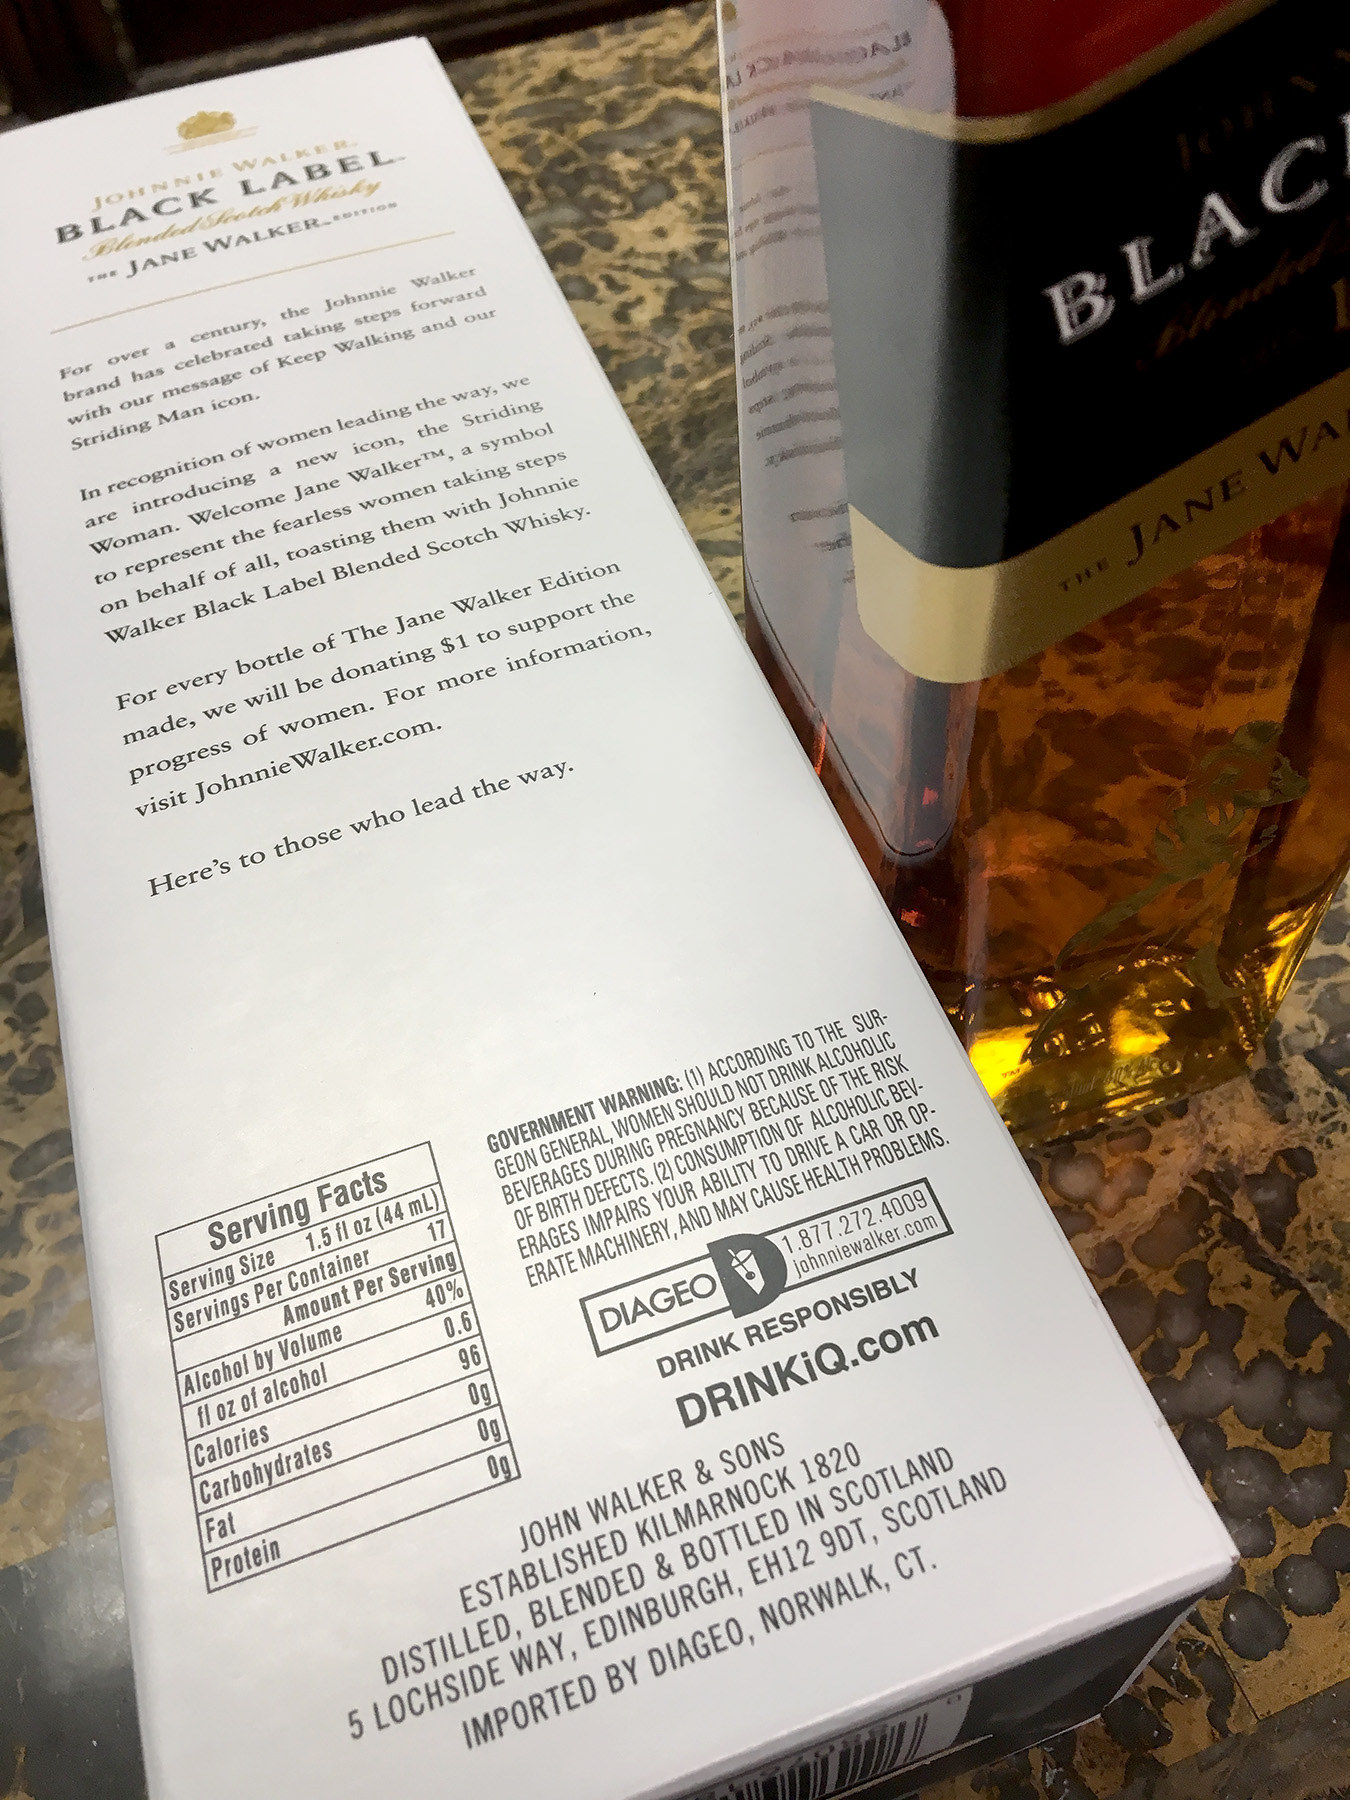 JOHNNIE WALKER.
BLACK LABEL™
Blended Scotch Whisky
THE JANE WALKER™ EDITION
For over a century, the Johnnie Walker
brand has celebrated taking steps forward
with our message of Keep Walking and our
Striding Man icon.
In recognition of women leading the way, we
are introducing a new icon, the Striding
Woman. Welcome Jane Walker™, a symbol
to represent the fearless women taking steps
on behalf of all, toasting them with Johnnie
Walker Black Label Blended Scotch Whisky.
For every bottle of The Jane Walker Edition
made, we will be donating $1 to support the
progress of women. For more information,
visit JohnnieWalker.com.
Here's to those who lead the way.
Serving Facts
Serving Size 1.5 fl oz (44 mL)
Servings Per Container 17
Amount Per Serving
Alcohol by Volume 40%
fl oz of alcohol 0.6
Calories 96
Carbohydrates 0g
Fat 0g
Protein 0g
GOVERNMENT WARNING: (1) ACCORDING TO THE SUR-
GEON GENERAL, WOMEN SHOULD NOT DRINK ALCOHOLIC
BEVERAGES DURING PREGNANCY BECAUSE OF THE RISK
OF BIRTH DEFECTS. (2) CONSUMPTION OF ALCOHOLIC BEV-
ERAGES IMPAIRS YOUR ABILITY TO DRIVE A CAR OR OP-
ERATE MACHINERY, AND MAY CAUSE HEALTH PROBLEMS.
DIAGEO
1.877.272.4009
johnniewalker.com
DRINK RESPONSIBLY
DRINKiQ.com
JOHN WALKER & SONS
ESTABLISHED KILMARNOCK 1820
DISTILLED, BLENDED & BOTTLED IN SCOTLAND
5 LOCHSIDE WAY, EDINBURGH, EH12 9DT, SCOTLAND
IMPORTED BY DIAGEO, NORWALK, CT.
JOHN
BLAC
Blended
THE JANE WA